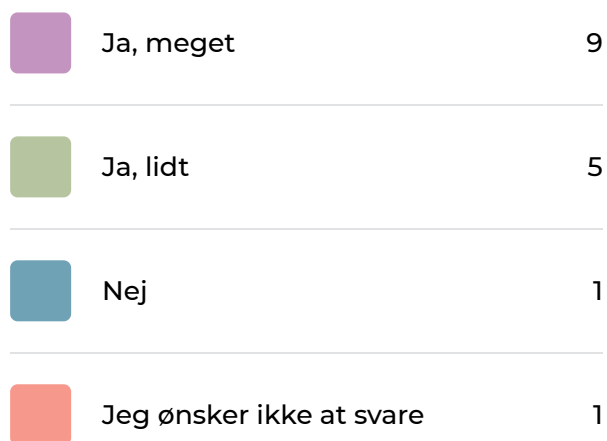 Ja, meget 9
Ja, lidt 5
Nej 1
Jeg ønsker ikke at svare 1